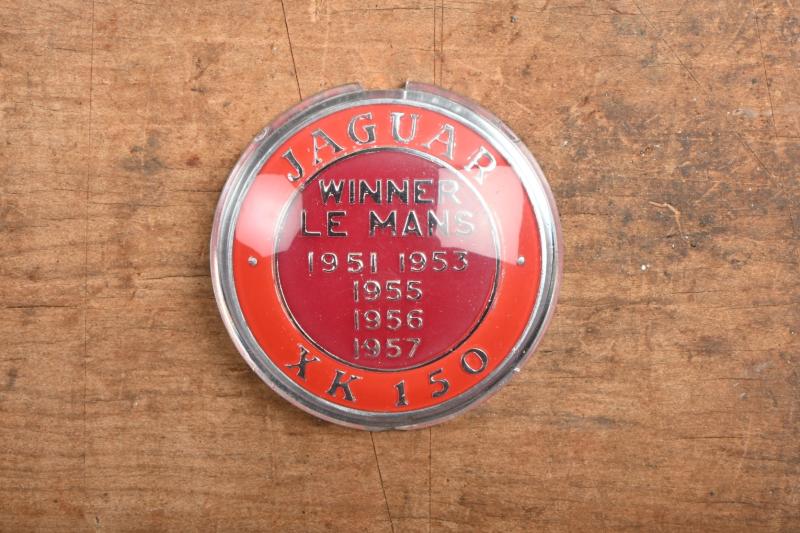 JAGUAR
WINNER
LE MANS
1951 1953
1955
1956
1957
XK 150